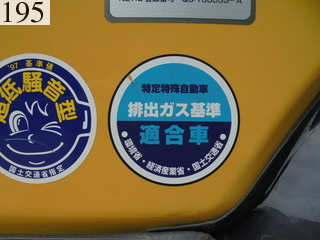 195
'97 基準値
超低騒音型
国土交通省指定
特定特殊自動車
排出ガス基準
適合車
・環境省・経済産業省・国土交通省・